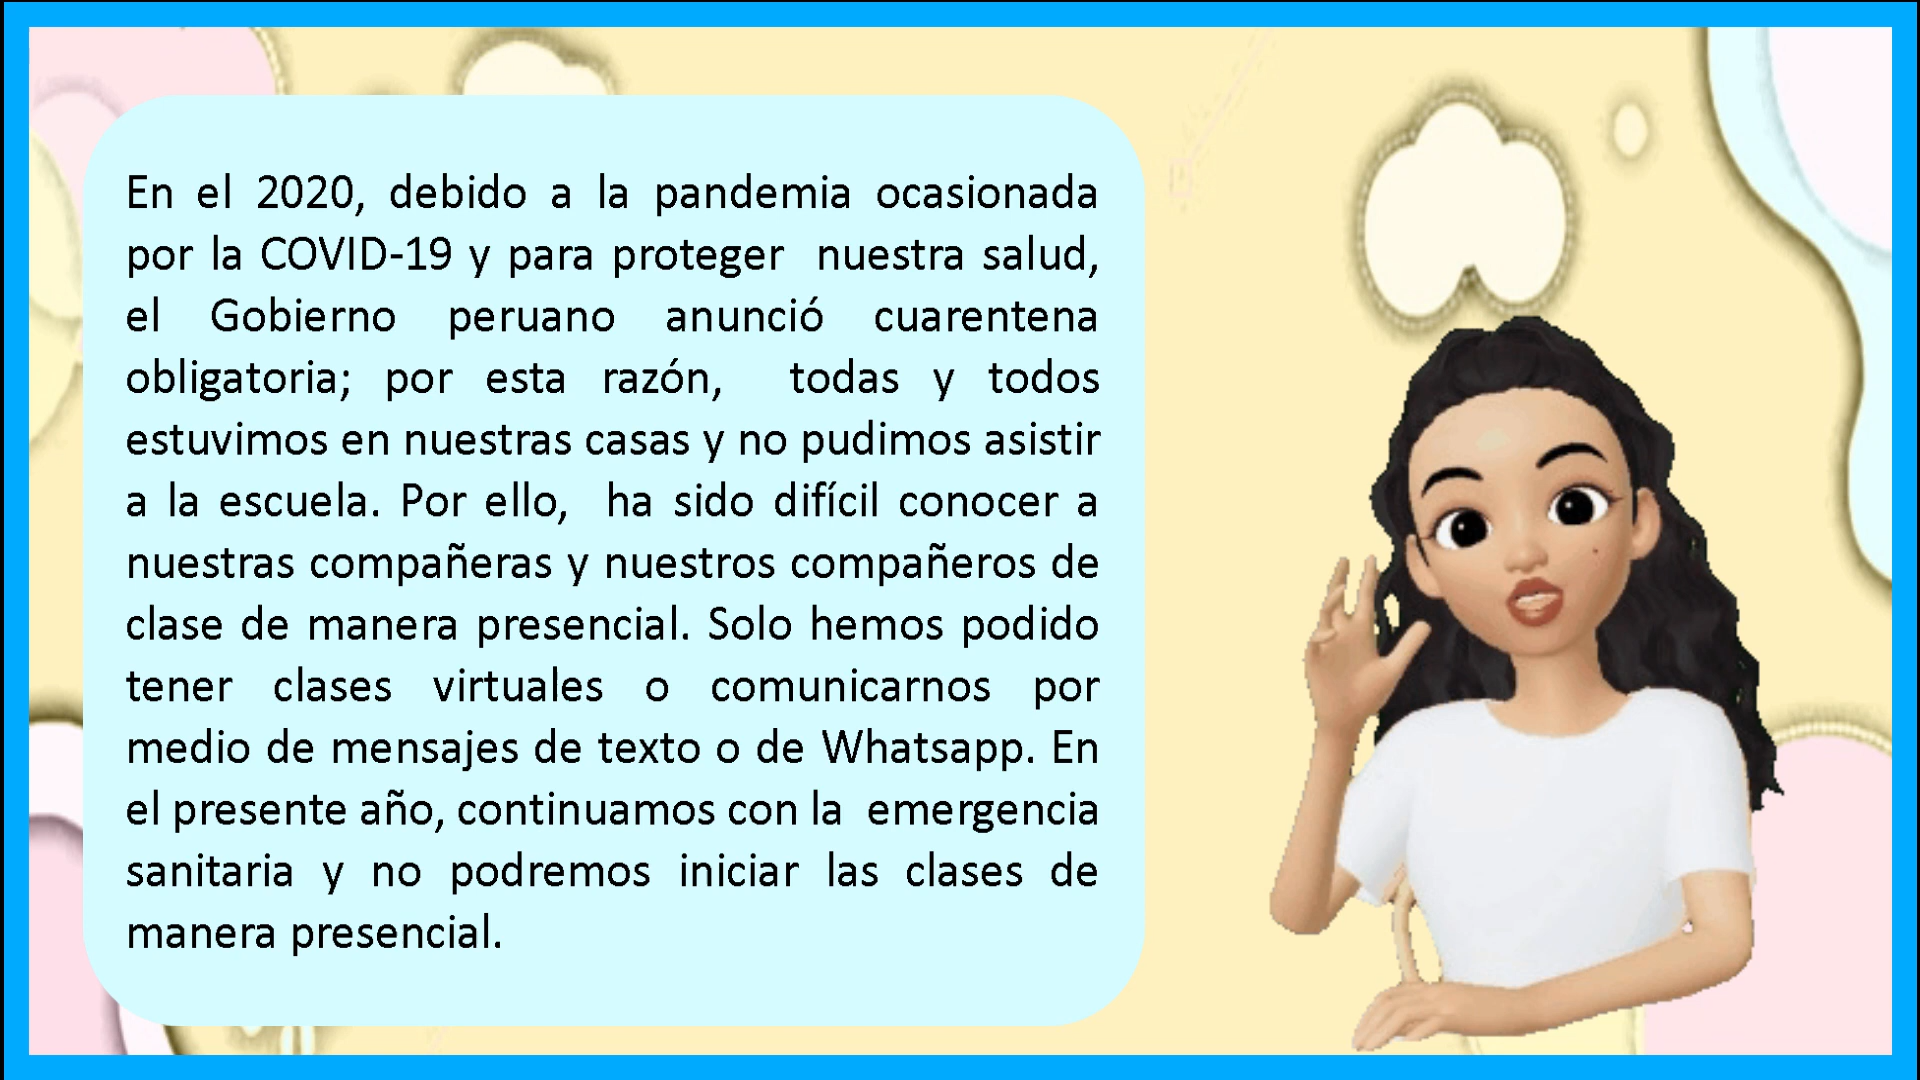 En el 2020, debido a la pandemia ocasionada
por la COVID-19 y para proteger nuestra salud,
el Gobierno peruano anunció cuarentena
obligatoria; por esta razón, todas y todos
estuvimos en nuestras casas y no pudimos asistir
a la escuela. Por ello, ha sido difícil conocer a
nuestras compañeras y nuestros compañeros de
clase de manera presencial. Solo hemos podido
tener clases virtuales o comunicarnos por
medio de mensajes de texto o de Whatsapp. En
el presente año, continuamos con la emergencia
sanitaria y no podremos iniciar las clases de
manera presencial.